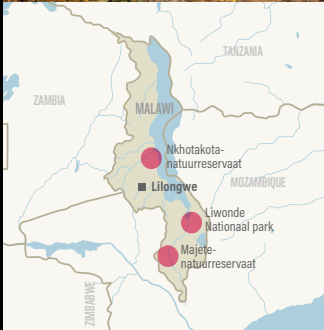 TANZANIA
ZAMBIA
MALAWI
Nkhotakota-
natuurreservaat
Lilongwe
MOZAMBIQUE
Liwonde
Nationaal park
Majete-
natuurreservaat
ZIMBABWE